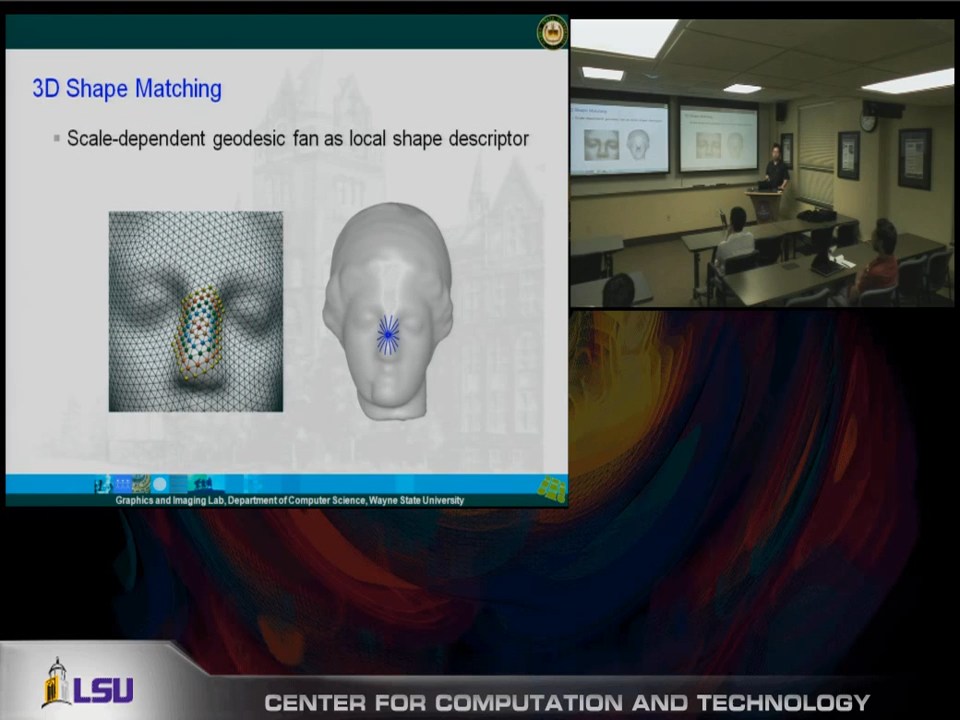 3D Shape Matching
Scale-dependent geodesic fan as local shape descriptor
Graphics and Imaging Lab, Department of Computer Science, Wayne State University
LSU
CENTER FOR COMPUTATION AND TECHNOLOGY